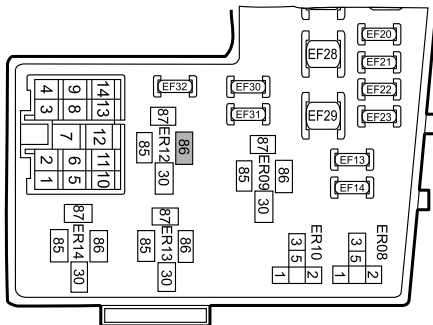 EF20
EF28
EF21
EF32
EF30
EF22
EF31
EF29
EF23
4 9 14
3 8 13
7 12
2 6 11
1 5 10
87
85 ER12 86
30
87
85 ER09 86
30
EF13
EF14
87
85 ER14 86
30
87
85 ER13 86
30
ER10
3
5
1 2
ER08
3
5
1 2